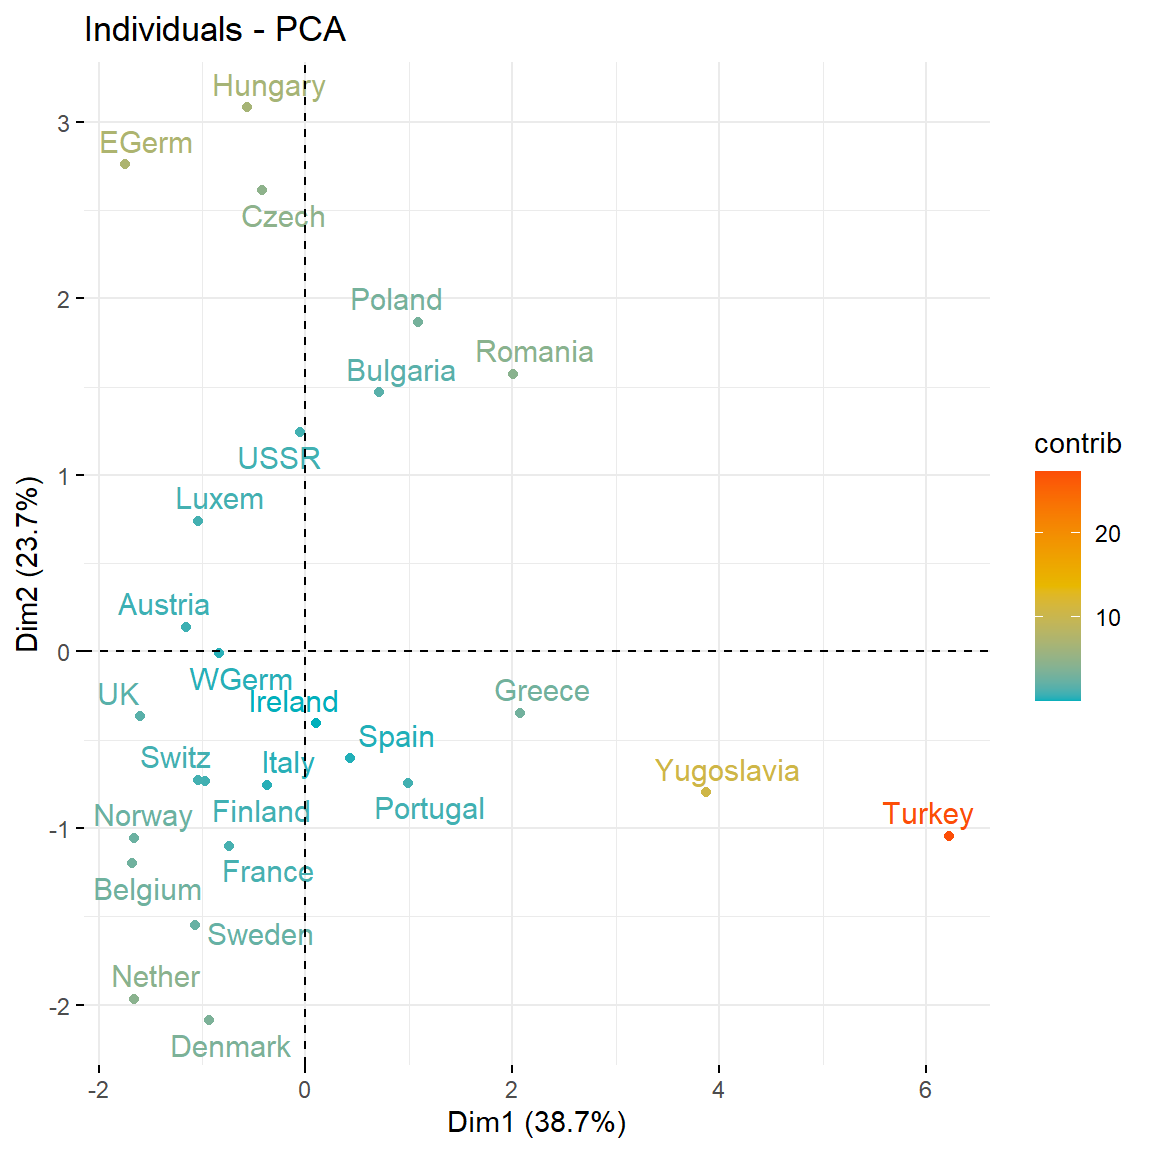 Individuals - PCA
Hungary
EGerm
Czech
Poland
Romania
Bulgaria
USSR
Luxem
Austria
WGerm
UK
Ireland
Greece
Spain
Switz
Italy
Yugoslavia
Finland
Portugal
Norway
Turkey
France
Belgium
Sweden
Nether
Denmark
3
2
1
0
-1
-2
Dim2 (23.7%)
-2
0
2
4
6
Dim1 (38.7%)
contrib
20
10